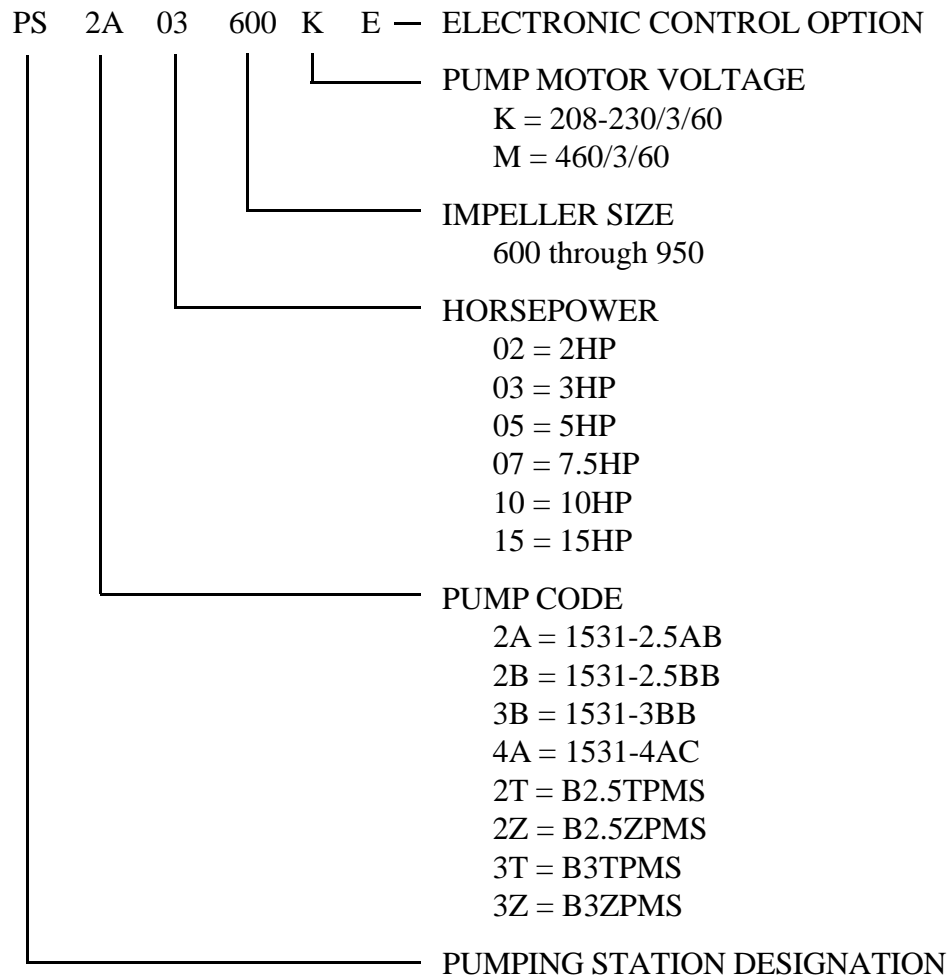 PS 2A 03 600 K E — ELECTRONIC CONTROL OPTION
PUMP MOTOR VOLTAGE
K = 208-230/3/60
M = 460/3/60
IMPELLER SIZE
600 through 950
HORSEPOWER
02 = 2HP
03 = 3HP
05 = 5HP
07 = 7.5HP
10 = 10HP
15 = 15HP
PUMP CODE
2A = 1531-2.5AB
2B = 1531-2.5BB
3B = 1531-3BB
4A = 1531-4AC
2T = B2.5TPMS
2Z = B2.5ZPMS
3T = B3TPMS
3Z = B3ZPMS
PUMPING STATION DESIGNATION